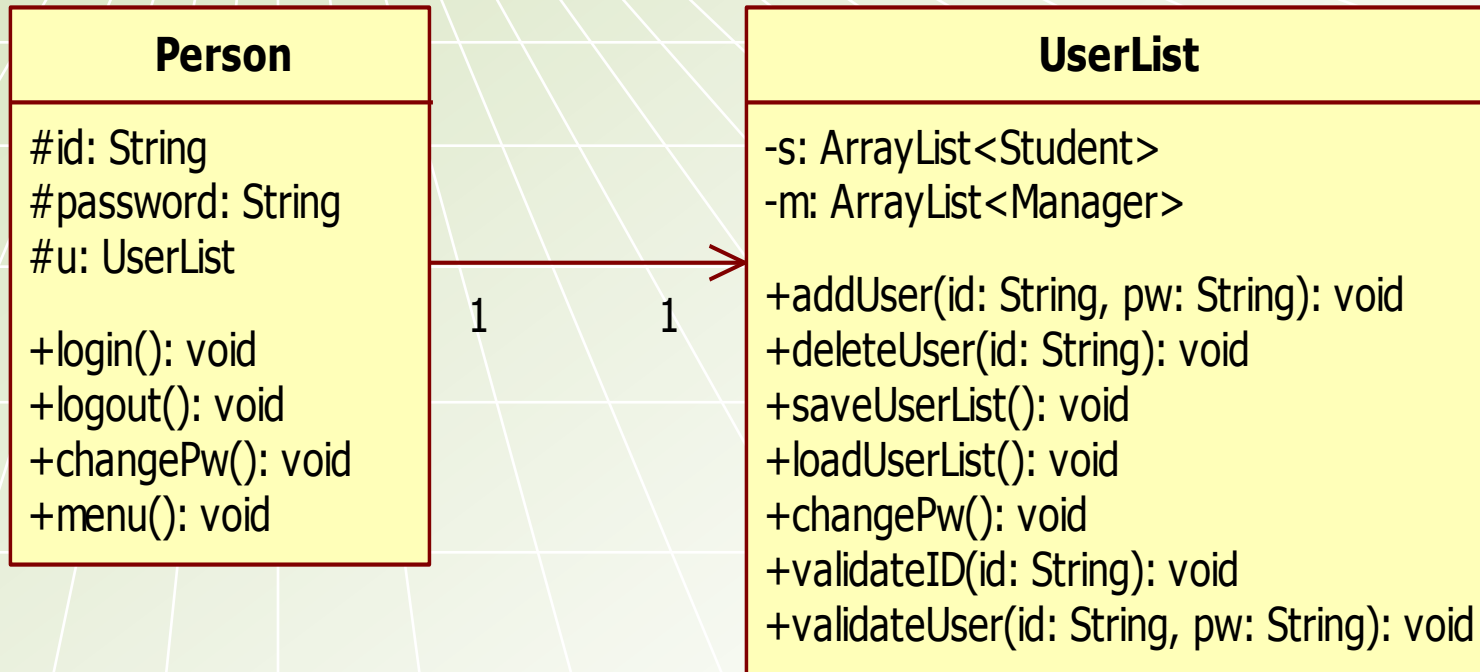 Person
#id: String
#password: String
#u: UserList
+login(): void
+logout(): void
+changePw(): void
+menu(): void
1
1
UserList
-s: ArrayList<Student>
-m: ArrayList<Manager>
+addUser(id: String, pw: String): void
+deleteUser(id: String): void
+saveUserList(): void
+loadUserList(): void
+changePw(): void
+validateID(id: String): void
+validateUser(id: String, pw: String): void